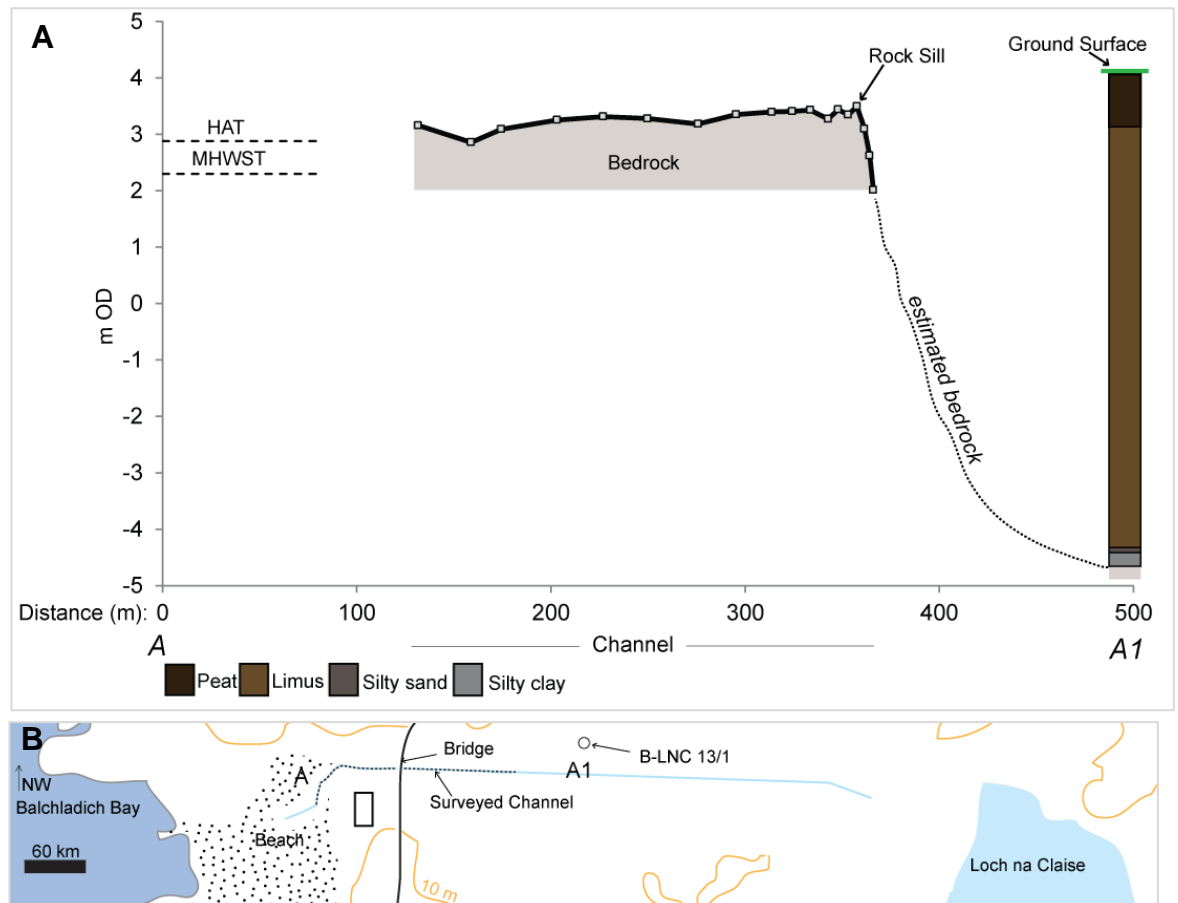 A
5
4
3
2
1
0
-1
-2
-3
-4
-5
m OD
HAT
MHWST
Rock Sill
Ground Surface
Bedrock
estimated bedrock
Distance (m): 0 100 200 300 400 500
A Channel A1
Peat Limus Silty sand Silty clay
B
Bridge
B-LNC 13/1
A
A1
NW
Surveyed Channel
Balchladich Bay
Beach
60 km
Loch na Claise
10 m